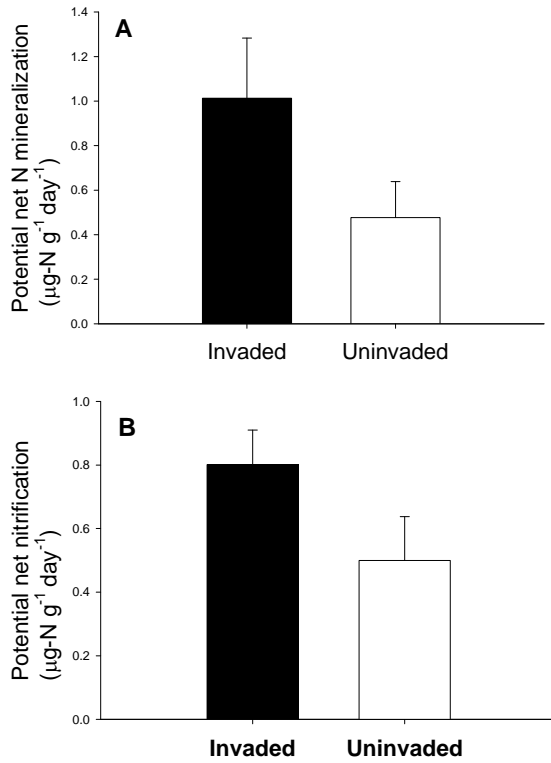 A
Potential net N mineralization
(μg-N g⁻¹ day⁻¹)
1.4
1.2
1.0
0.8
0.6
0.4
0.2
0.0
Invaded Uninvaded
B
Potential net nitrification
(μg-N g⁻¹ day⁻¹)
0.8
0.6
0.4
0.2
0.0
Invaded Uninvaded